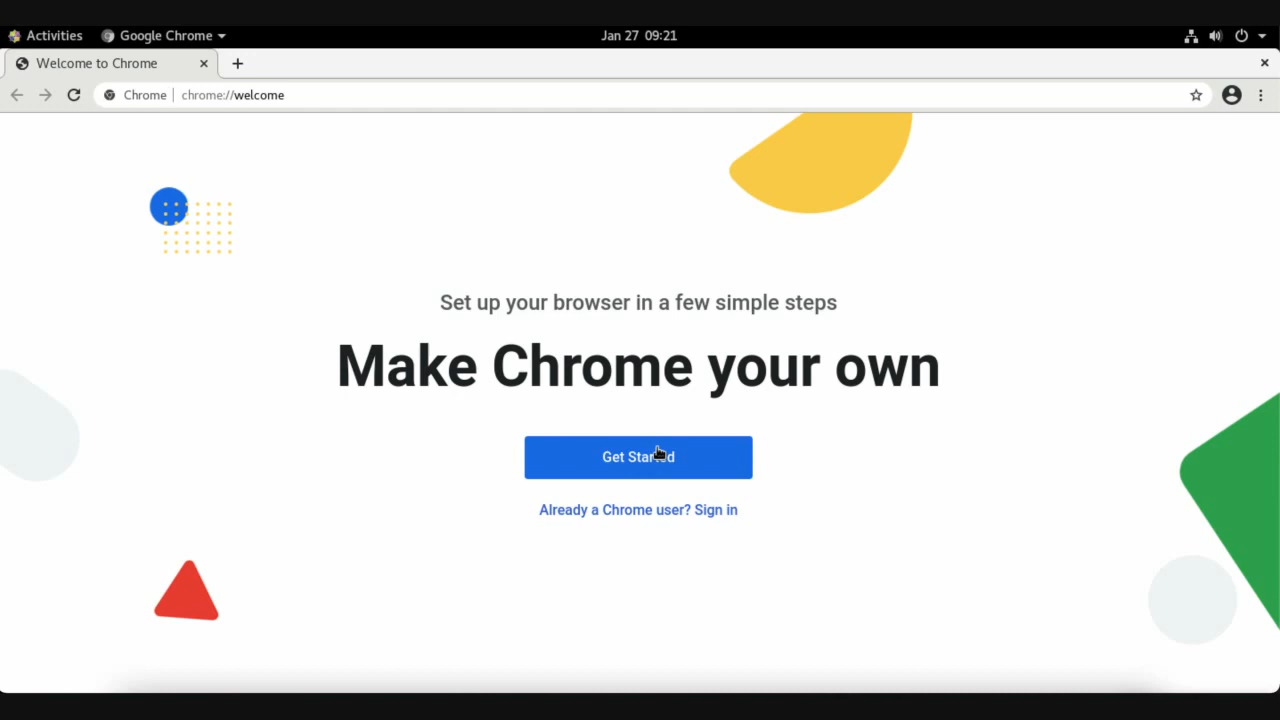 Activities Google Chrome Jan 27 09:21
Welcome to Chrome
Chrome chrome://welcome
Set up your browser in a few simple steps
Make Chrome your own
Get Started
Already a Chrome user? Sign in